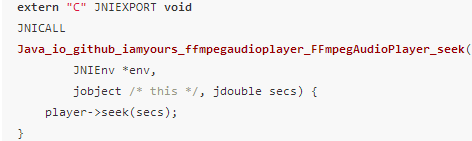 extern "C" JNIEXPORT void
JNICALL
Java_io_github_iamyours_ffmpegaudioplayer_FFmpegAudioPlayer_seek(
        JNIEnv *env,
        jobject /* this */, jdouble secs) {
    player->seek(secs);
}